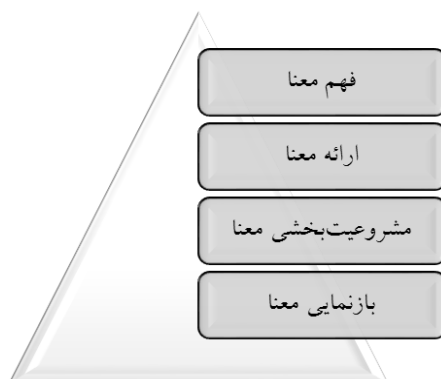 فهم معنا
ارائه معنا
مشروعیت‌بخشی معنا
بازنمایی معنا